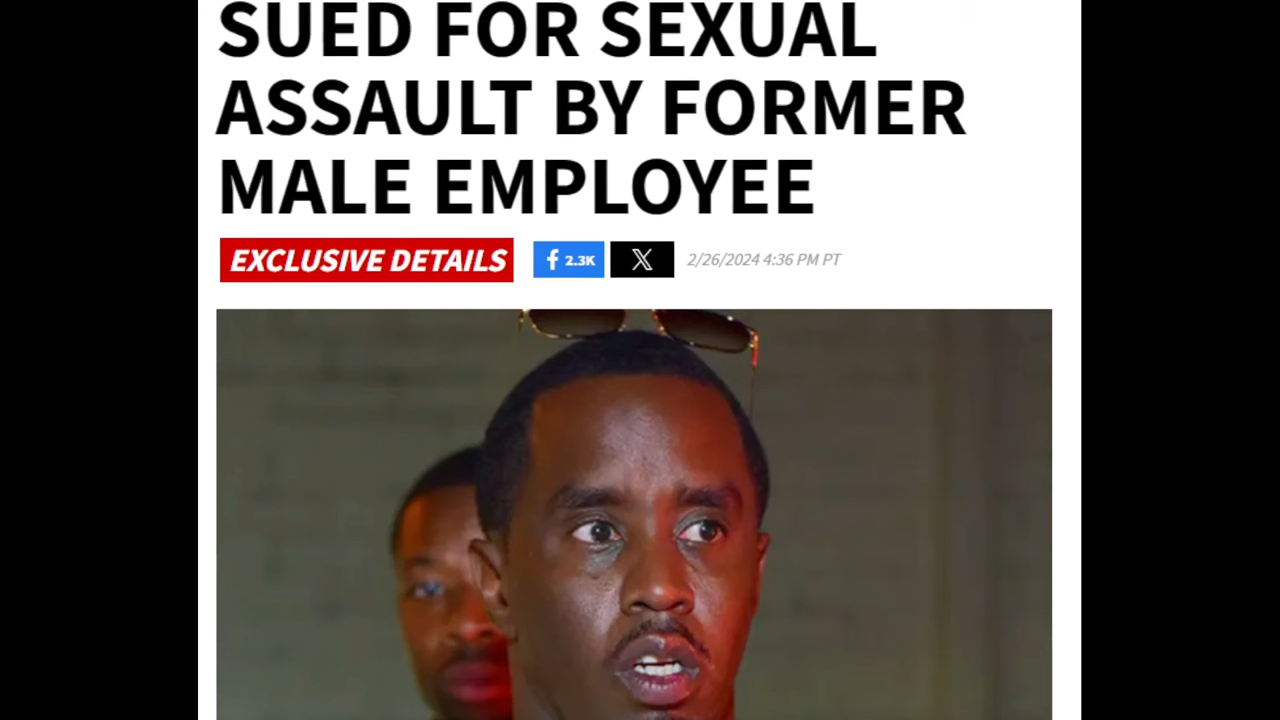 SUED FOR SEXUAL
ASSAULT BY FORMER
MALE EMPLOYEE
EXCLUSIVE DETAILS f 2.3K X 2/26/2024 4:36 PM PT